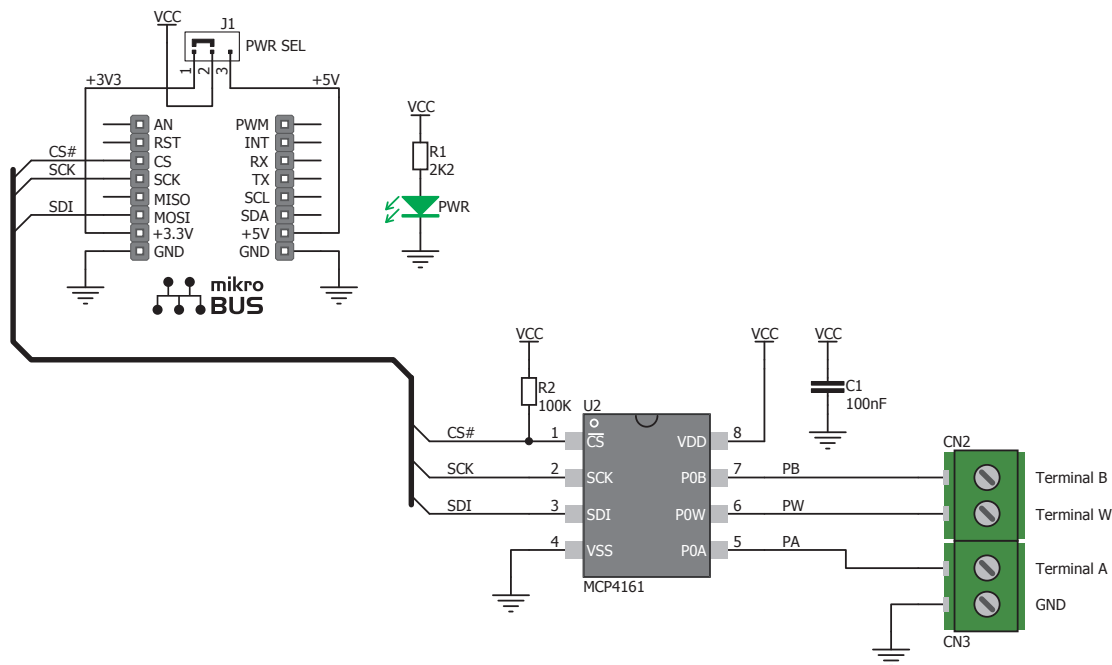 VCC
J1
PWR SEL
1
2
3
+3V3
+5V
AN
RST
CS
SCK
MISO
MOSI
+3.3V
GND
PWM
INT
RX
TX
SCL
SDA
+5V
GND
CS#
SCK
SDI
mikro
BUS
VCC
R1
2K2
PWR
VCC
R2
100K
VCC
VCC
C1
100nF
U2
CS# 1 CS
SCK 2 SCK
SDI 3 SDI
4 VSS
VDD 8
P0B 7 PB
P0W 6 PW
P0A 5 PA
MCP4161
CN2
Terminal B
Terminal W
Terminal A
GND
CN3